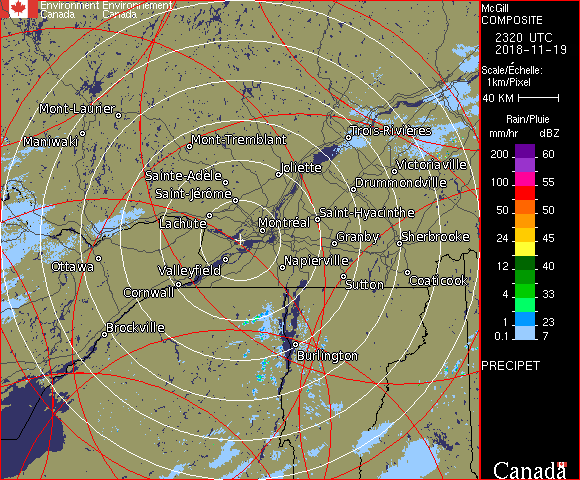 Environment Environnement
Canada Canada
McGill
COMPOSITE
2320 UTC
2018-11-19
Scale/Échelle:
1km/Pixel
40 KM
Rain/Pluie
mm/hr dBZ
200 60
100 55
50 50
24 45
12 40
4 33
1 23
0.1 7
PRECIPET
Canada
Mont-Laurier
Maniwaki
Mont-Tremblant
Trois-Rivières
Sainte-Adèle
Joliette
Victoriaville
Saint-Jérôme
Drummondville
Lachute
Montréal
Saint-Hyacinthe
Granby
Sherbrooke
Ottawa
Valleyfield
Napierville
Cornwall
Sutton
Coaticook
Brockville
Burlington